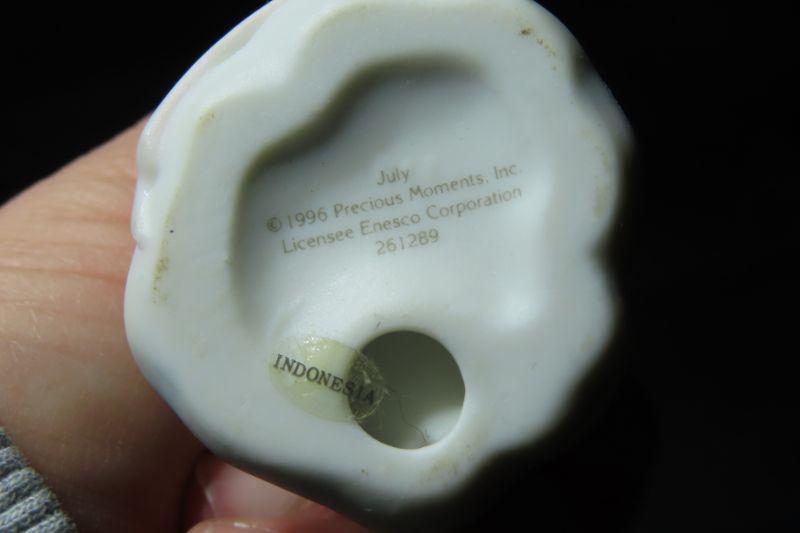 July
© 1996 Precious Moments, Inc.
Licensee Enesco Corporation
261289
INDONESIA